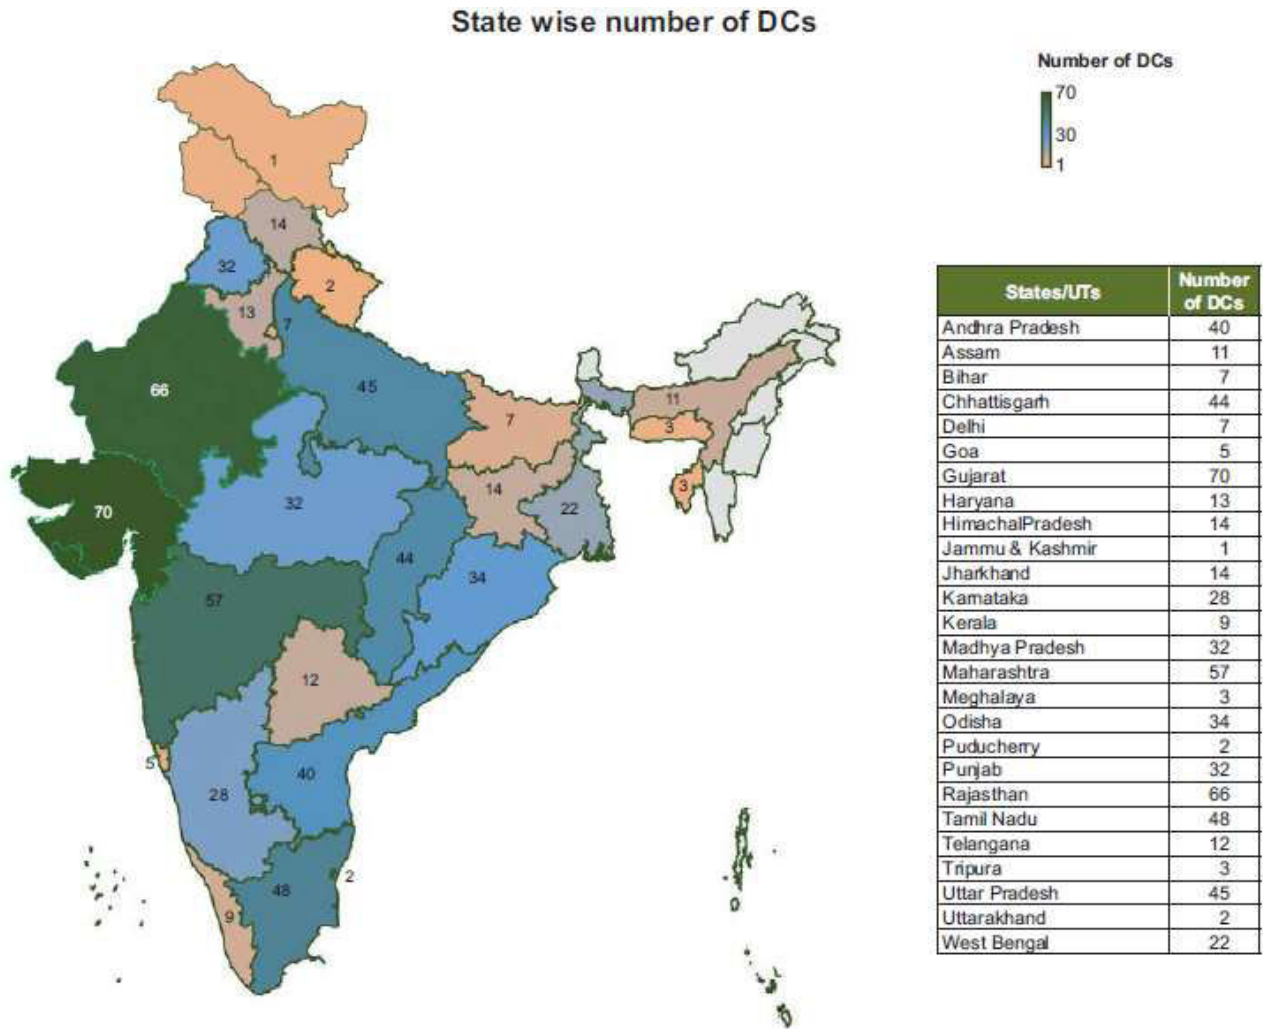 State wise number of DCs
Number of DCs
70
30
1
1
14
32
2
13
7
66
45
7
11
3
3
70
32
14
22
44
34
57
12
5
40
28
48
2
9
States/UTs Number of DCs
Andhra Pradesh 40
Assam 11
Bihar 7
Chhattisgarh 44
Delhi 7
Goa 5
Gujarat 70
Haryana 13
HimachalPradesh 14
Jammu & Kashmir 1
Jharkhand 14
Karnataka 28
Kerala 9
Madhya Pradesh 32
Maharashtra 57
Meghalaya 3
Odisha 34
Puducherry 2
Punjab 32
Rajasthan 66
Tamil Nadu 48
Telangana 12
Tripura 3
Uttar Pradesh 45
Uttarakhand 2
West Bengal 22